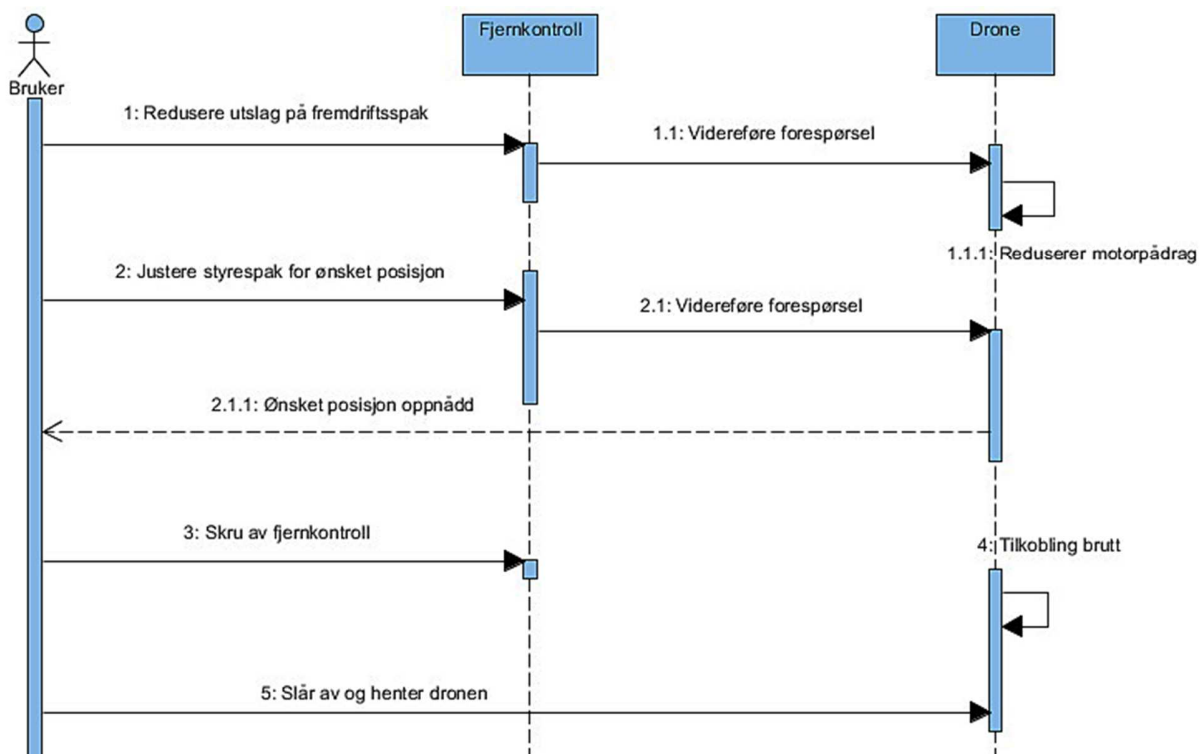 Fjernkontroll
Drone
Bruker
1: Redusere utslag på fremdriftsspak
1.1: Videreføre forespørsel
1.1.1: Reduserer motorpådrag
2: Justere styrespak for ønsket posjon
2.1: Videreføre forespørsel
2.1.1: Ønsket posisjon oppnådd
3: Skru av fjernkontroll
4: Tilkobling brutt
5: Slår av og henter dronen